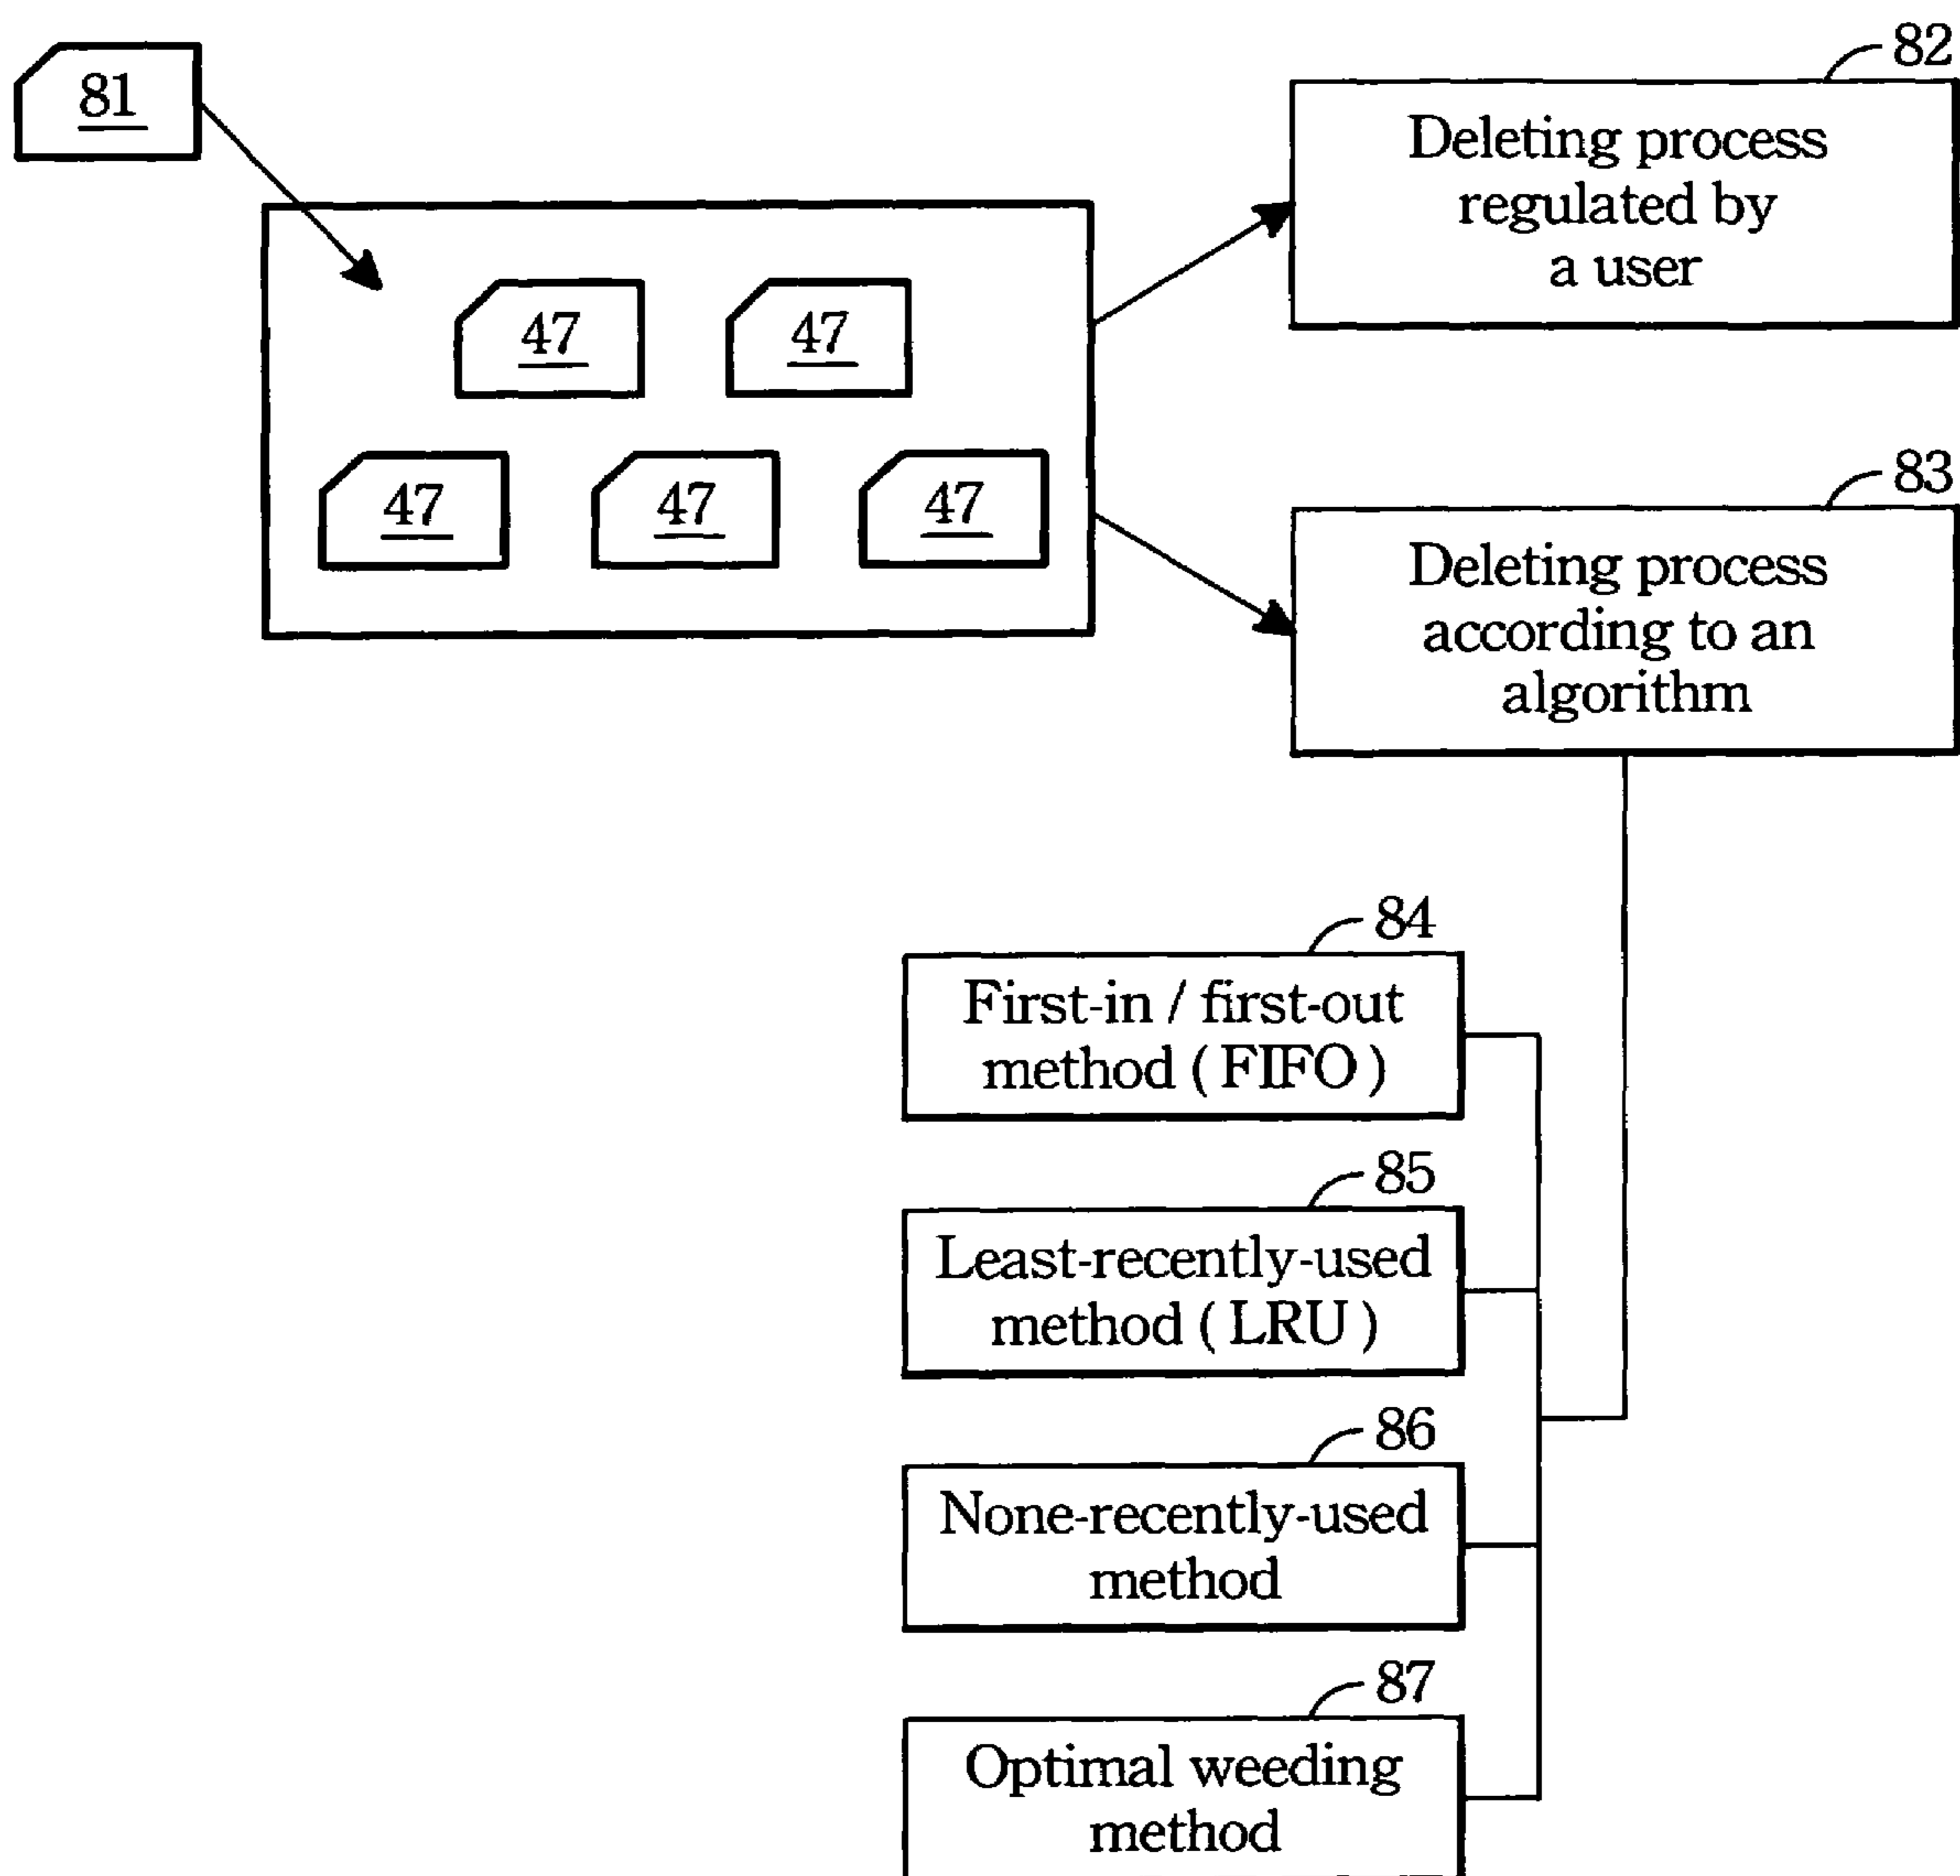 81
82
Deleting process
regulated by
a user
47
47
47
47
47
83
Deleting process
according to an
algorithm
84
First-in / first-out
method ( FIFO )
85
Least-recently-used
method ( LRU )
86
None-recently-used
method
87
Optimal weeding
method